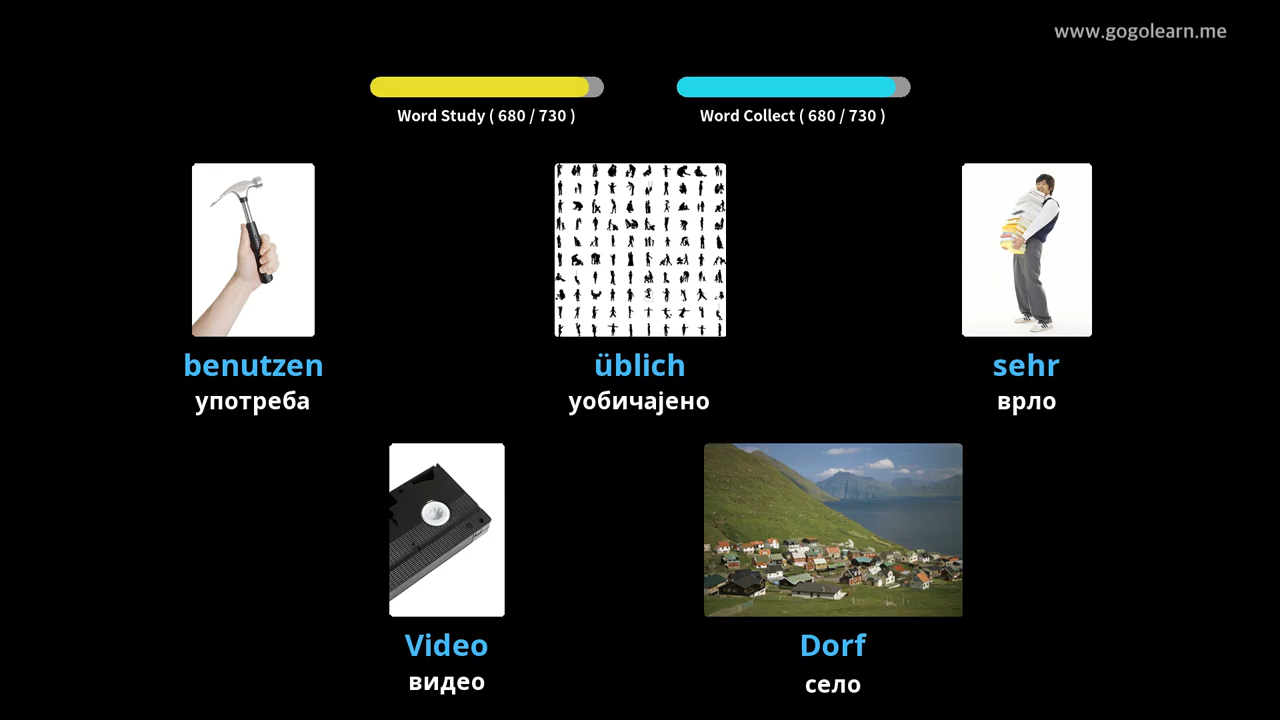 www.gogolearn.me
Word Study ( 680 / 730 )
Word Collect ( 680 / 730 )
benutzen
употреба
üblich
уобичајено
sehr
врло
Video
видео
Dorf
село